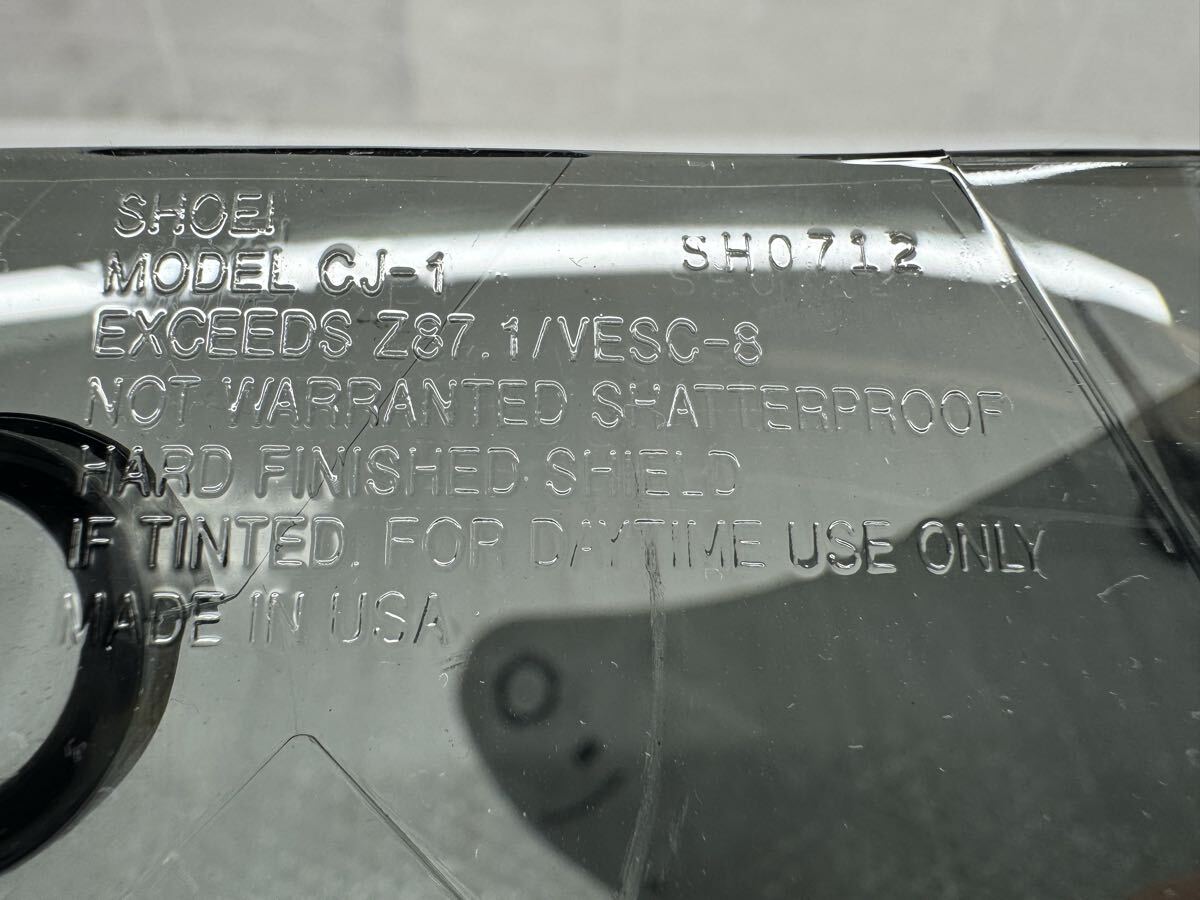 SHOEI
MODEL CJ-1 SH0712
EXCEEDS Z87.1/VESC-8
NOT WARRANTED SHATTERPROOF
HARD FINISHED SHIELD
IF TINTED. FOR DAYTIME USE ONLY
MADE IN USA